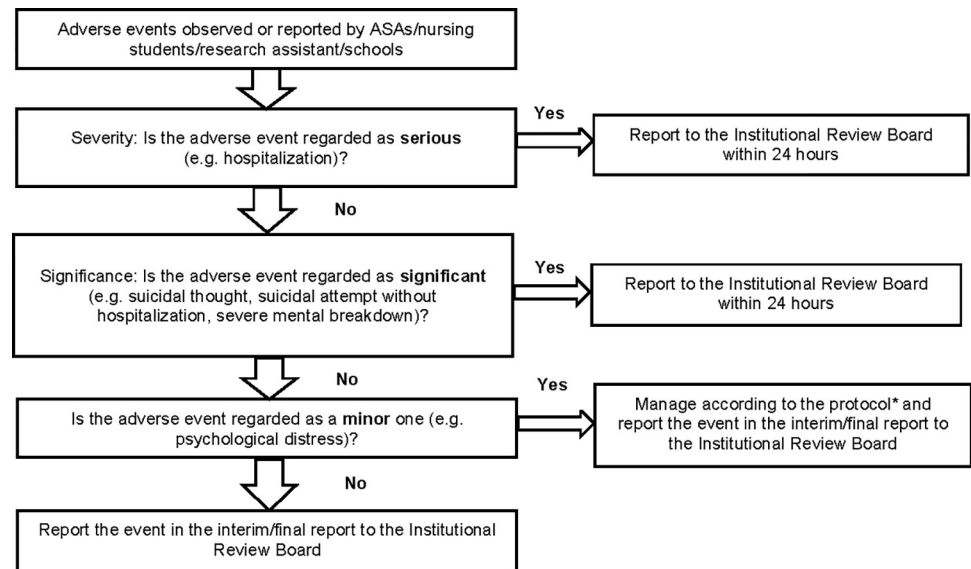 Adverse events observed or reported by ASAs/nursing
students/research assistant/schools
Yes
Severity: Is the adverse event regarded as serious
(e.g. hospitalization)?
Report to the Institutional Review Board
within 24 hours
No
Yes
Significance: Is the adverse event regarded as significant
(e.g. suicidal thought, suicidal attempt without
hospitalization, severe mental breakdown)?
Report to the Institutional Review Board
within 24 hours
No
Yes
Is the adverse event regarded as a minor one (e.g.
psychological distress)?
Manage according to the protocol* and
report the event in the interim/final report to
the Institutional Review Board
No
Report the event in the interim/final report to the Institutional
Review Board